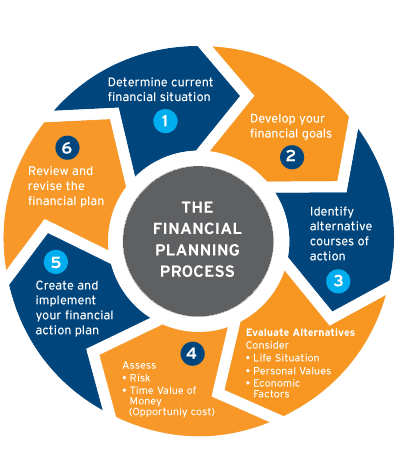 THE
FINANCIAL
PLANNING
PROCESS
Determine current
financial situation
1
Develop your
financial goals
2
Identify
alternative
courses of
action
3
Evaluate Alternatives
Consider
• Life Situation
• Personal Values
• Economic
Factors
4
Assess
• Risk
• Time Value of
Money
(Opportuniy cost)
5
Create and
implement
your financial
action plan
6
Review and
revise the
financial plan